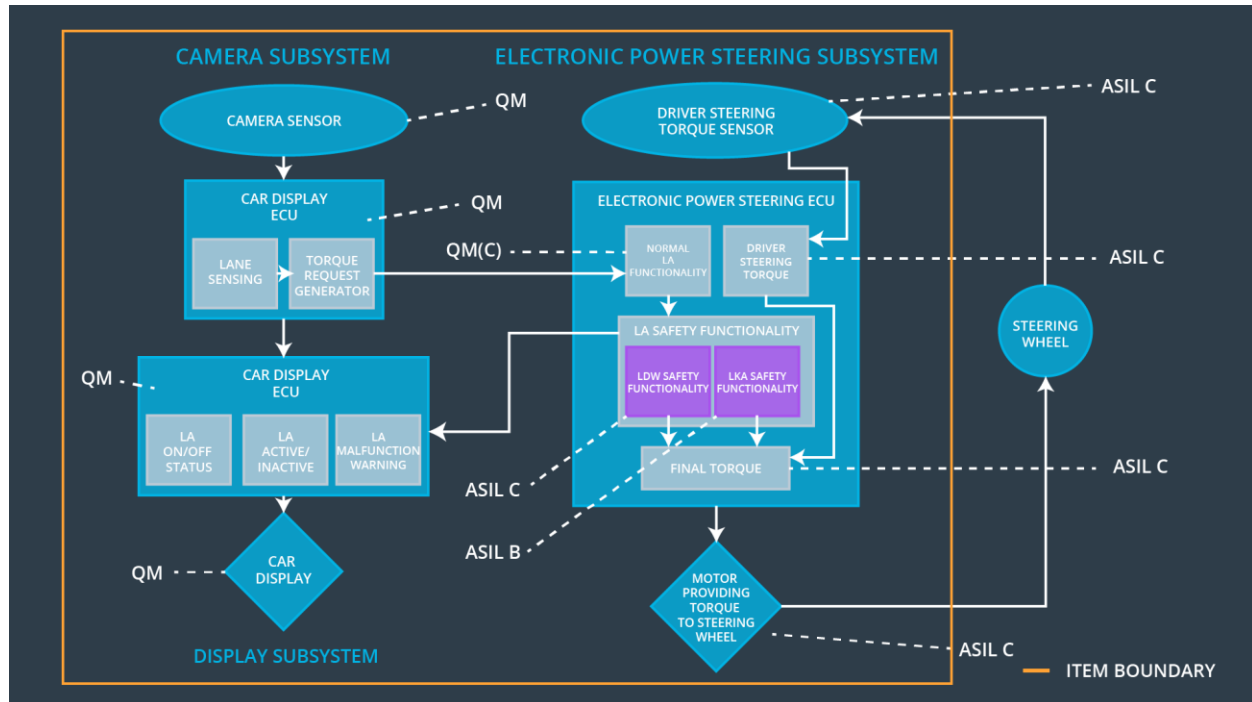 CAMERA SUBSYSTEM
ELECTRONIC POWER STEERING SUBSYSTEM
CAMERA SENSOR
QM
DRIVER STEERING
TORQUE SENSOR
ASIL C
CAR DISPLAY
ECU
QM
LANE
SENSING
TORQUE
REQUEST
GENERATOR
QM(C)
ELECTRONIC POWER STEERING ECU
NORMAL
LA
FUNCTIONALITY
DRIVER
STEERING
TORQUE
ASIL C
STEERING
WHEEL
LA SAFETY FUNCTIONALITY
LDW SAFETY
FUNCTIONALITY
LKA SAFETY
FUNCTIONALITY
QM
CAR DISPLAY
ECU
LA
ON/OFF
STATUS
LA
ACTIVE/
INACTIVE
LA
MALFUNCTION
WARNING
FINAL TORQUE
ASIL C
ASIL C
ASIL B
QM
CAR
DISPLAY
MOTOR
PROVIDING
TORQUE
TO STEERING
WHEEL
ASIL C
DISPLAY SUBSYSTEM
ITEM BOUNDARY